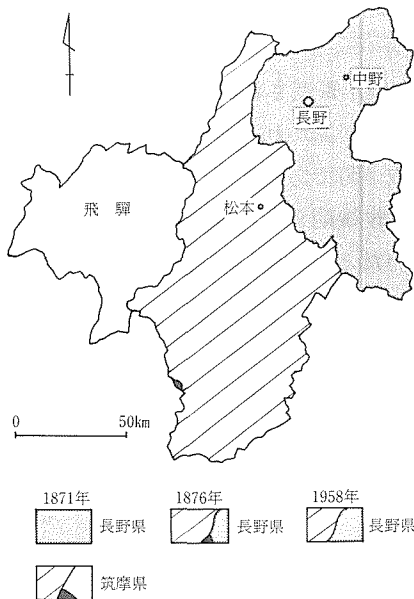 中野
長野
飛騨
松本
0 50km
1871年 1876年 1958年
長野県 長野県 長野県
筑摩県